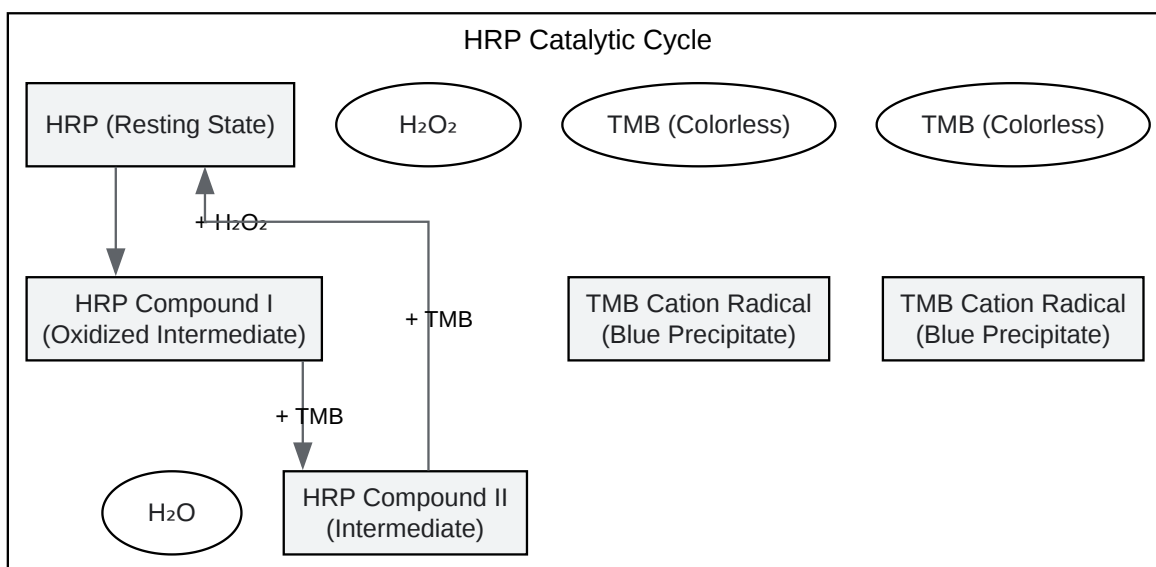 HRP Catalytic Cycle
HRP (Resting State)
H₂O₂
TMB (Colorless)
TMB (Colorless)
+ H₂O₂
HRP Compound I
(Oxidized Intermediate)
+ TMB
TMB Cation Radical
(Blue Precipitate)
TMB Cation Radical
(Blue Precipitate)
+ TMB
H₂O
HRP Compound II
(Intermediate)